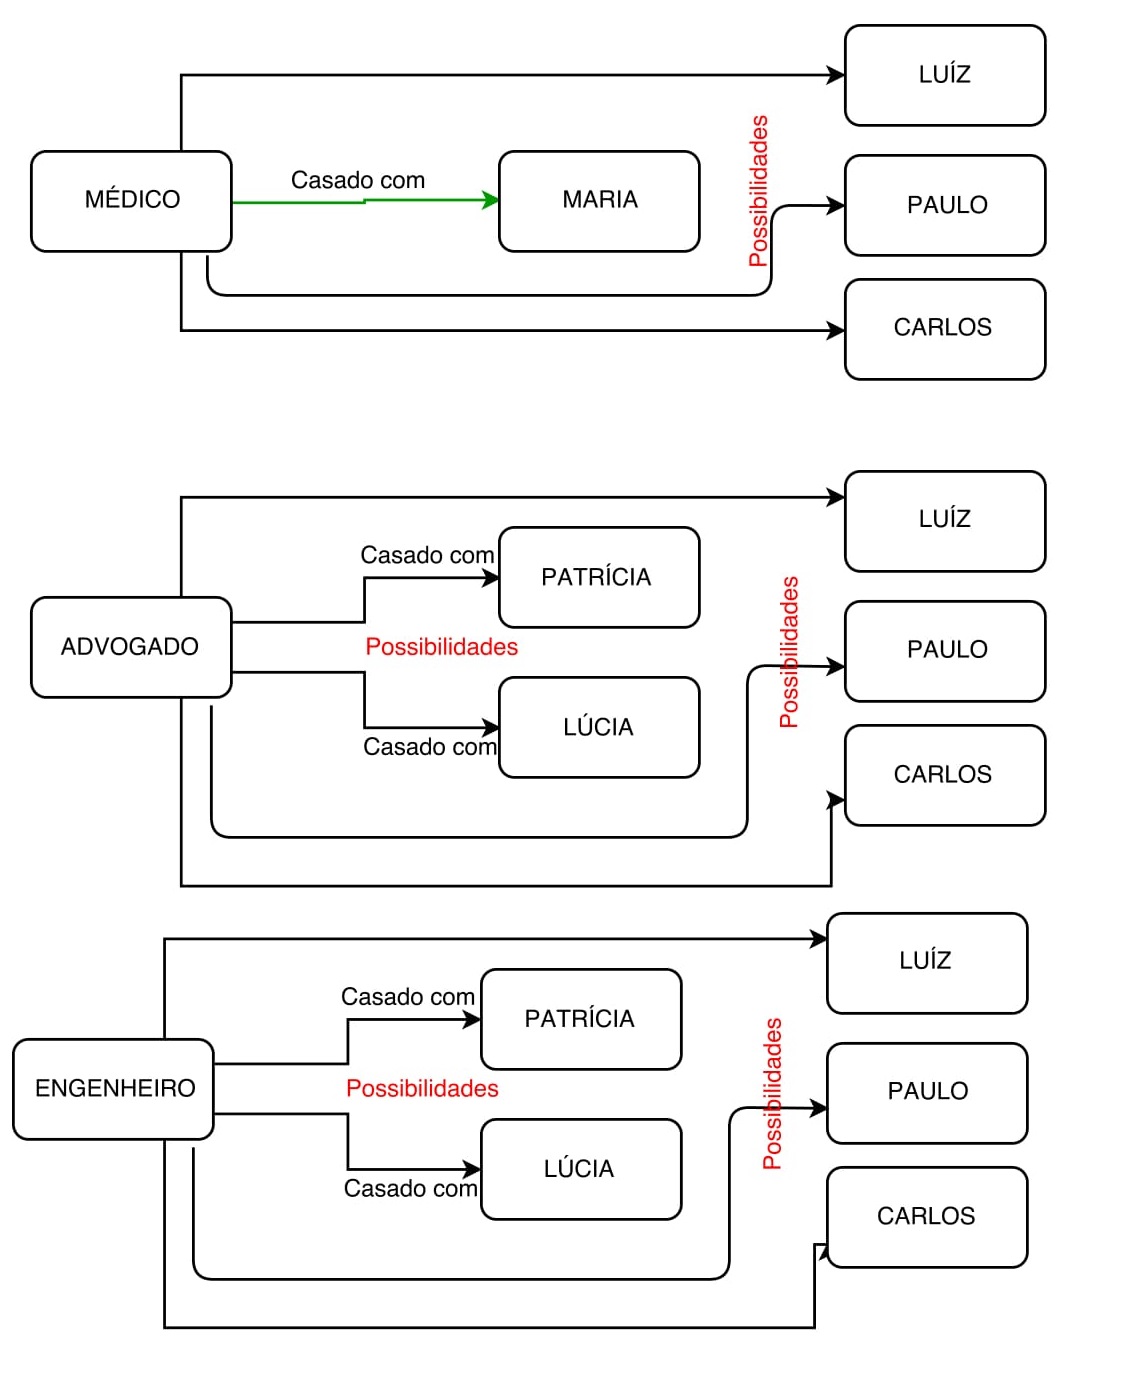 LUÍZ
MÉDICO
Casado com
MARIA
Possibilidades
PAULO
CARLOS
LUÍZ
ADVOGADO
Casado com
PATRÍCIA
Possibilidades
Casado com
LÚCIA
Possibilidades
PAULO
CARLOS
LUÍZ
ENGENHEIRO
Casado com
PATRÍCIA
Possibilidades
Casado com
LÚCIA
Possibilidades
PAULO
CARLOS